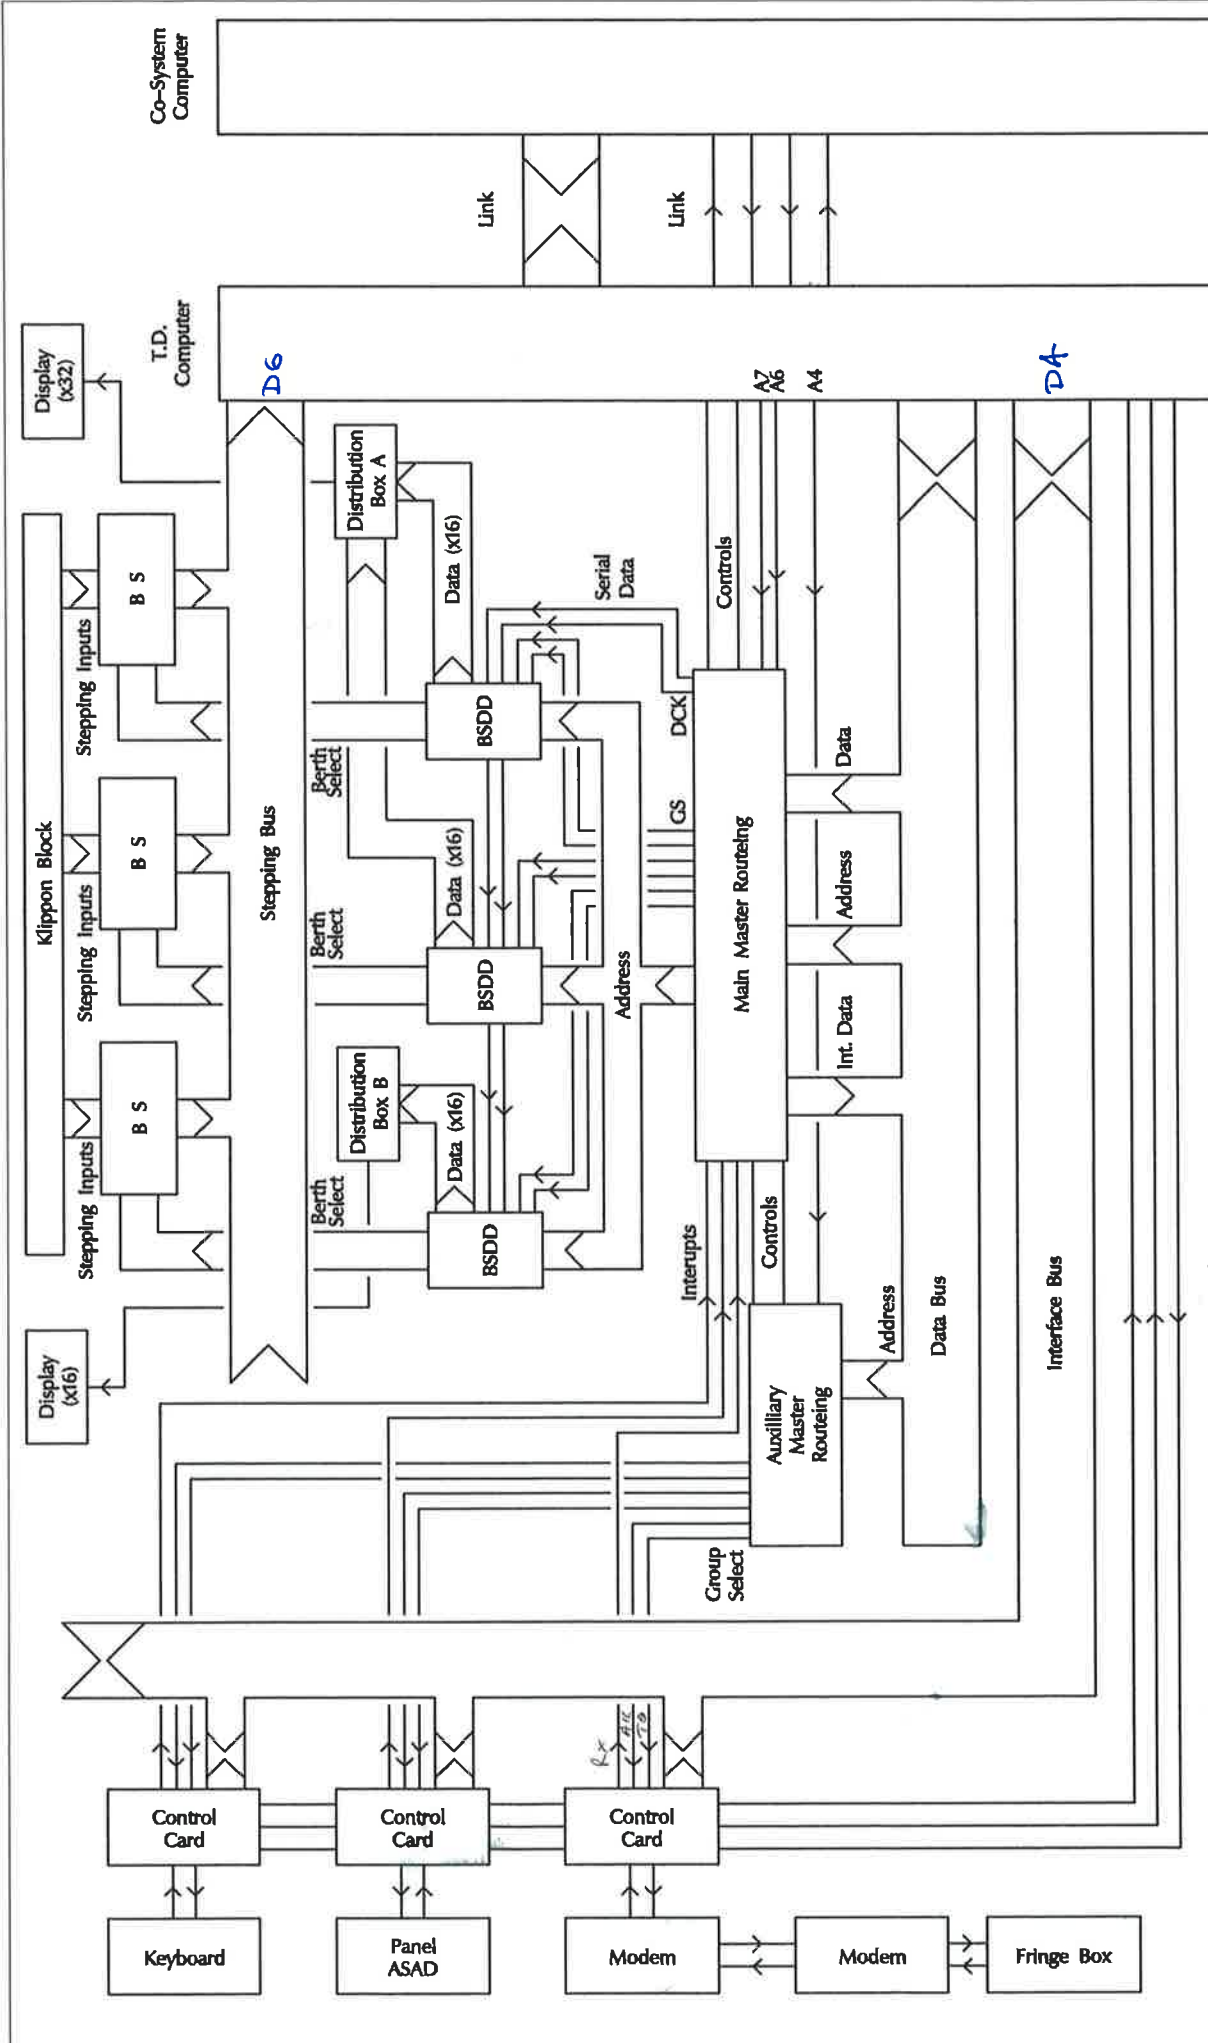 Co-System
Computer
Link
Link
T.D.
Computer
D6
DA
A7
A6
A4
Display
(x32)
Distribution
Box A
Data (x16)
Serial
Data
Controls
Klippon Block
Stepping Inputs
B S
Stepping Inputs
B S
Stepping Inputs
B S
Stepping Bus
Berth
Select
Berth
Select
Berth
Select
BSDD
BSDD
BSDD
Data (x16)
Data (x16)
Distribution
Box B
DCK
GS
Address
Main Master Routeing
Data
Address
Int. Data
Interupts
Controls
Address
Data Bus
Interface Bus
Display
(x16)
Auxilliary
Master
Routeing
Group
Select
Rx
Control
Card
Control
Card
Control
Card
Keyboard
Panel
ASAD
Modem
Modem
Fringe Box